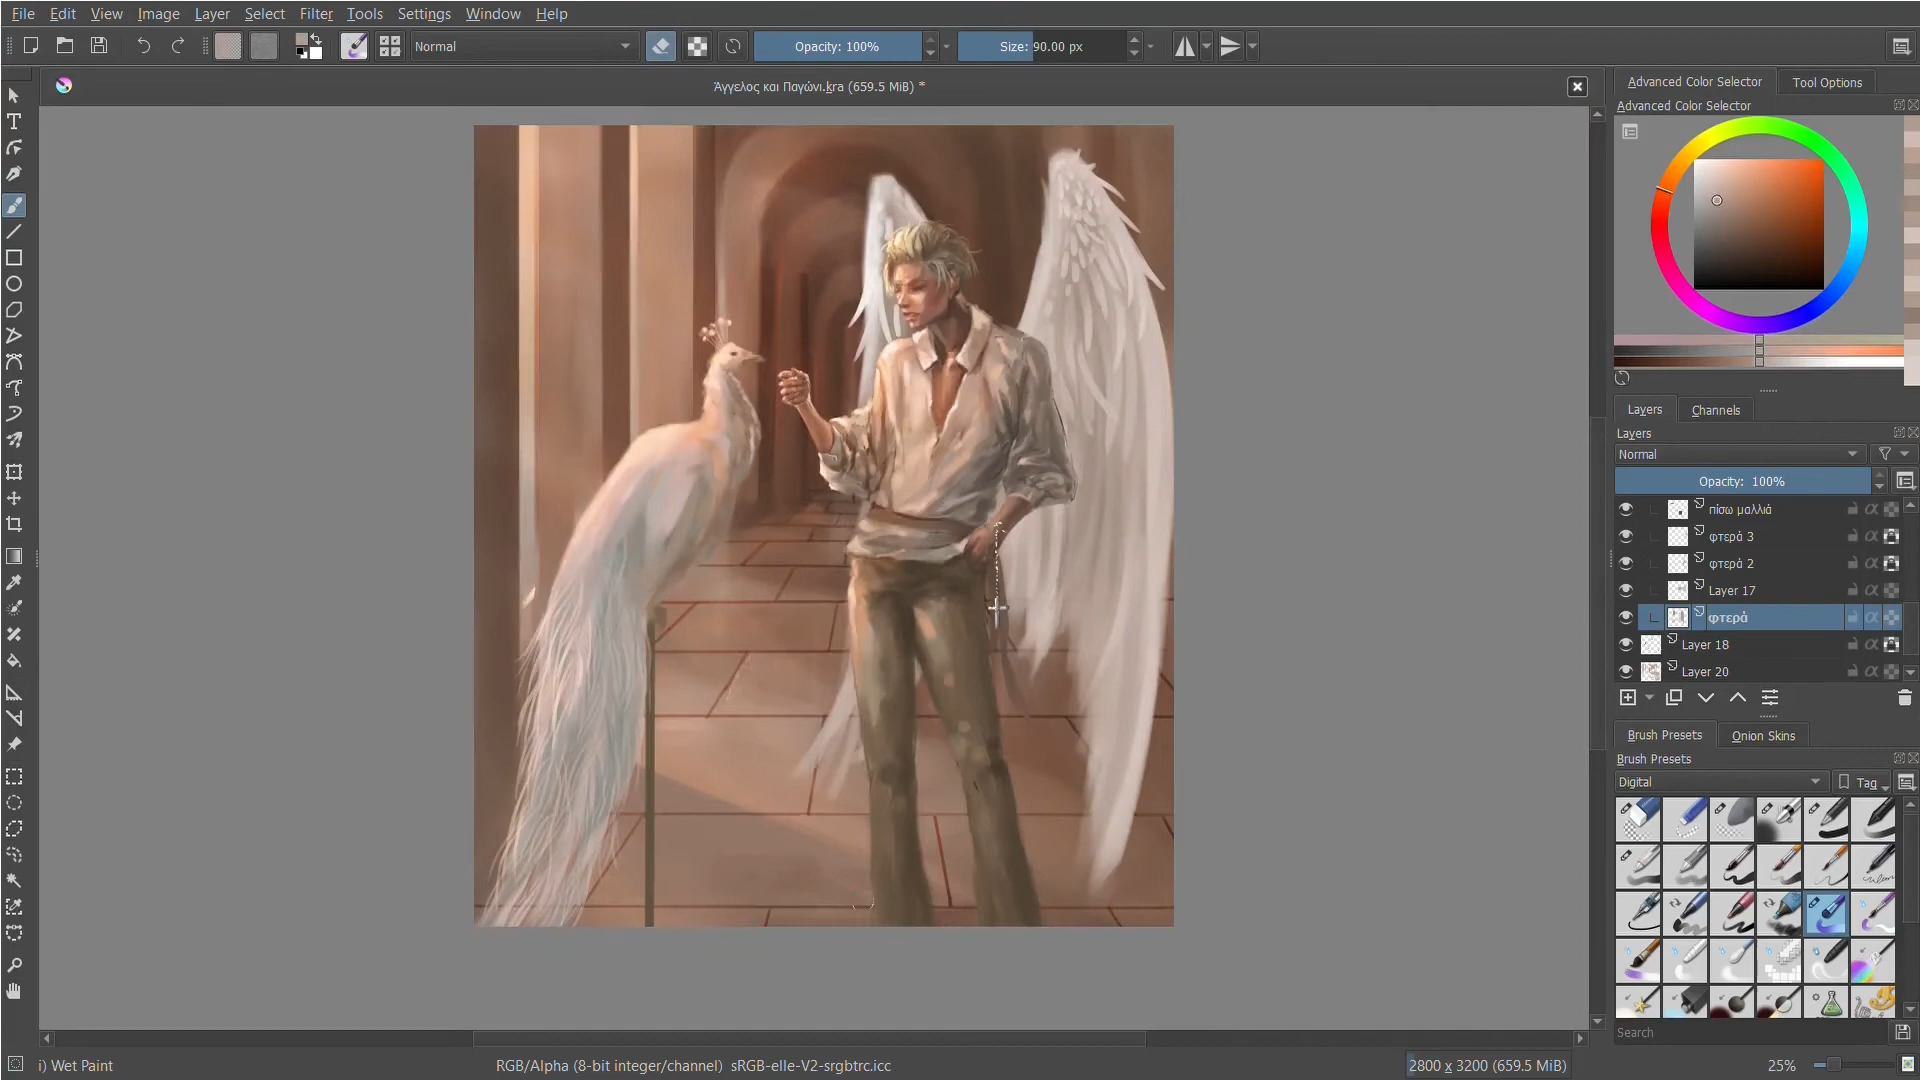 File Edit View Image Layer Select Filter Tools Settings Window Help
Normal Opacity: 100% Size: 90.00 px
Άγγελος και Παγώνι.kra (659.5 MiB) *
Advanced Color Selector Tool Options
Advanced Color Selector
Layers Channels
Layers
Normal
Opacity: 100%
πίσω μαλλιά
φτερά 3
φτερά 2
Layer 17
φτερά
Layer 18
Layer 20
Brush Presets Onion Skins
Brush Presets
Digital Tag
Search
i) Wet Paint RGB/Alpha (8-bit integer/channel) sRGB-elle-V2-srgbtrc.icc 2800 x 3200 (659.5 MiB) 25%